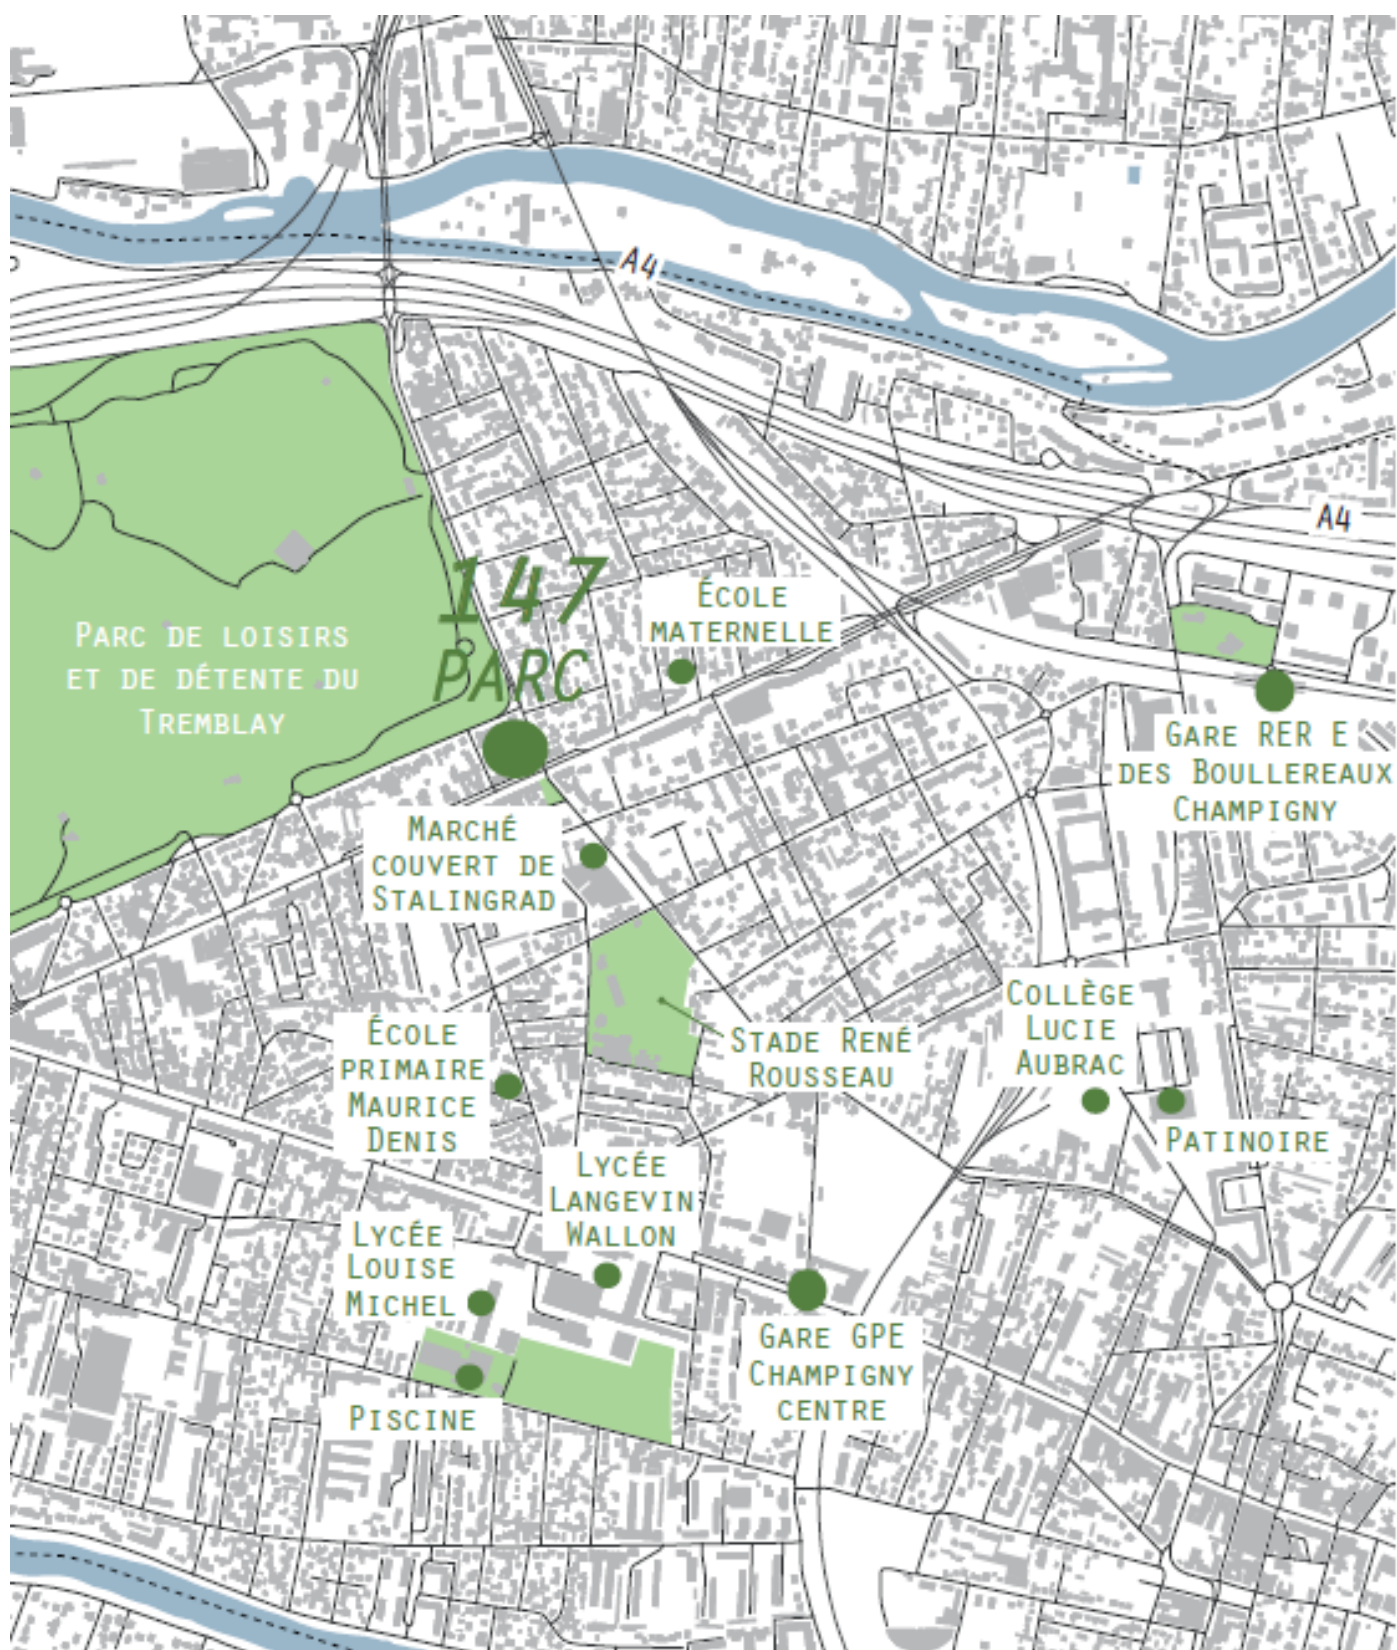 A4
A4
147
PARC
ÉCOLE
MATERNELLE
PARC DE LOISIRS
ET DE DÉTENTE DU
TREMBLAY
GARE RER E
DES BOULLEREAUX
CHAMPIGNY
MARCHÉ
COUVERT DE
STALINGRAD
COLLÈGE
LUCIE
AUBRAC
ÉCOLE
PRIMAIRE
MAURICE
DENIS
STADE RENÉ
ROUSSEAU
PATINOIRE
LYCÉE
LANGEVIN
WALLON
LYCÉE
LOUISE
MICHEL
GARE GPE
CHAMPIGNY
CENTRE
PISCINE